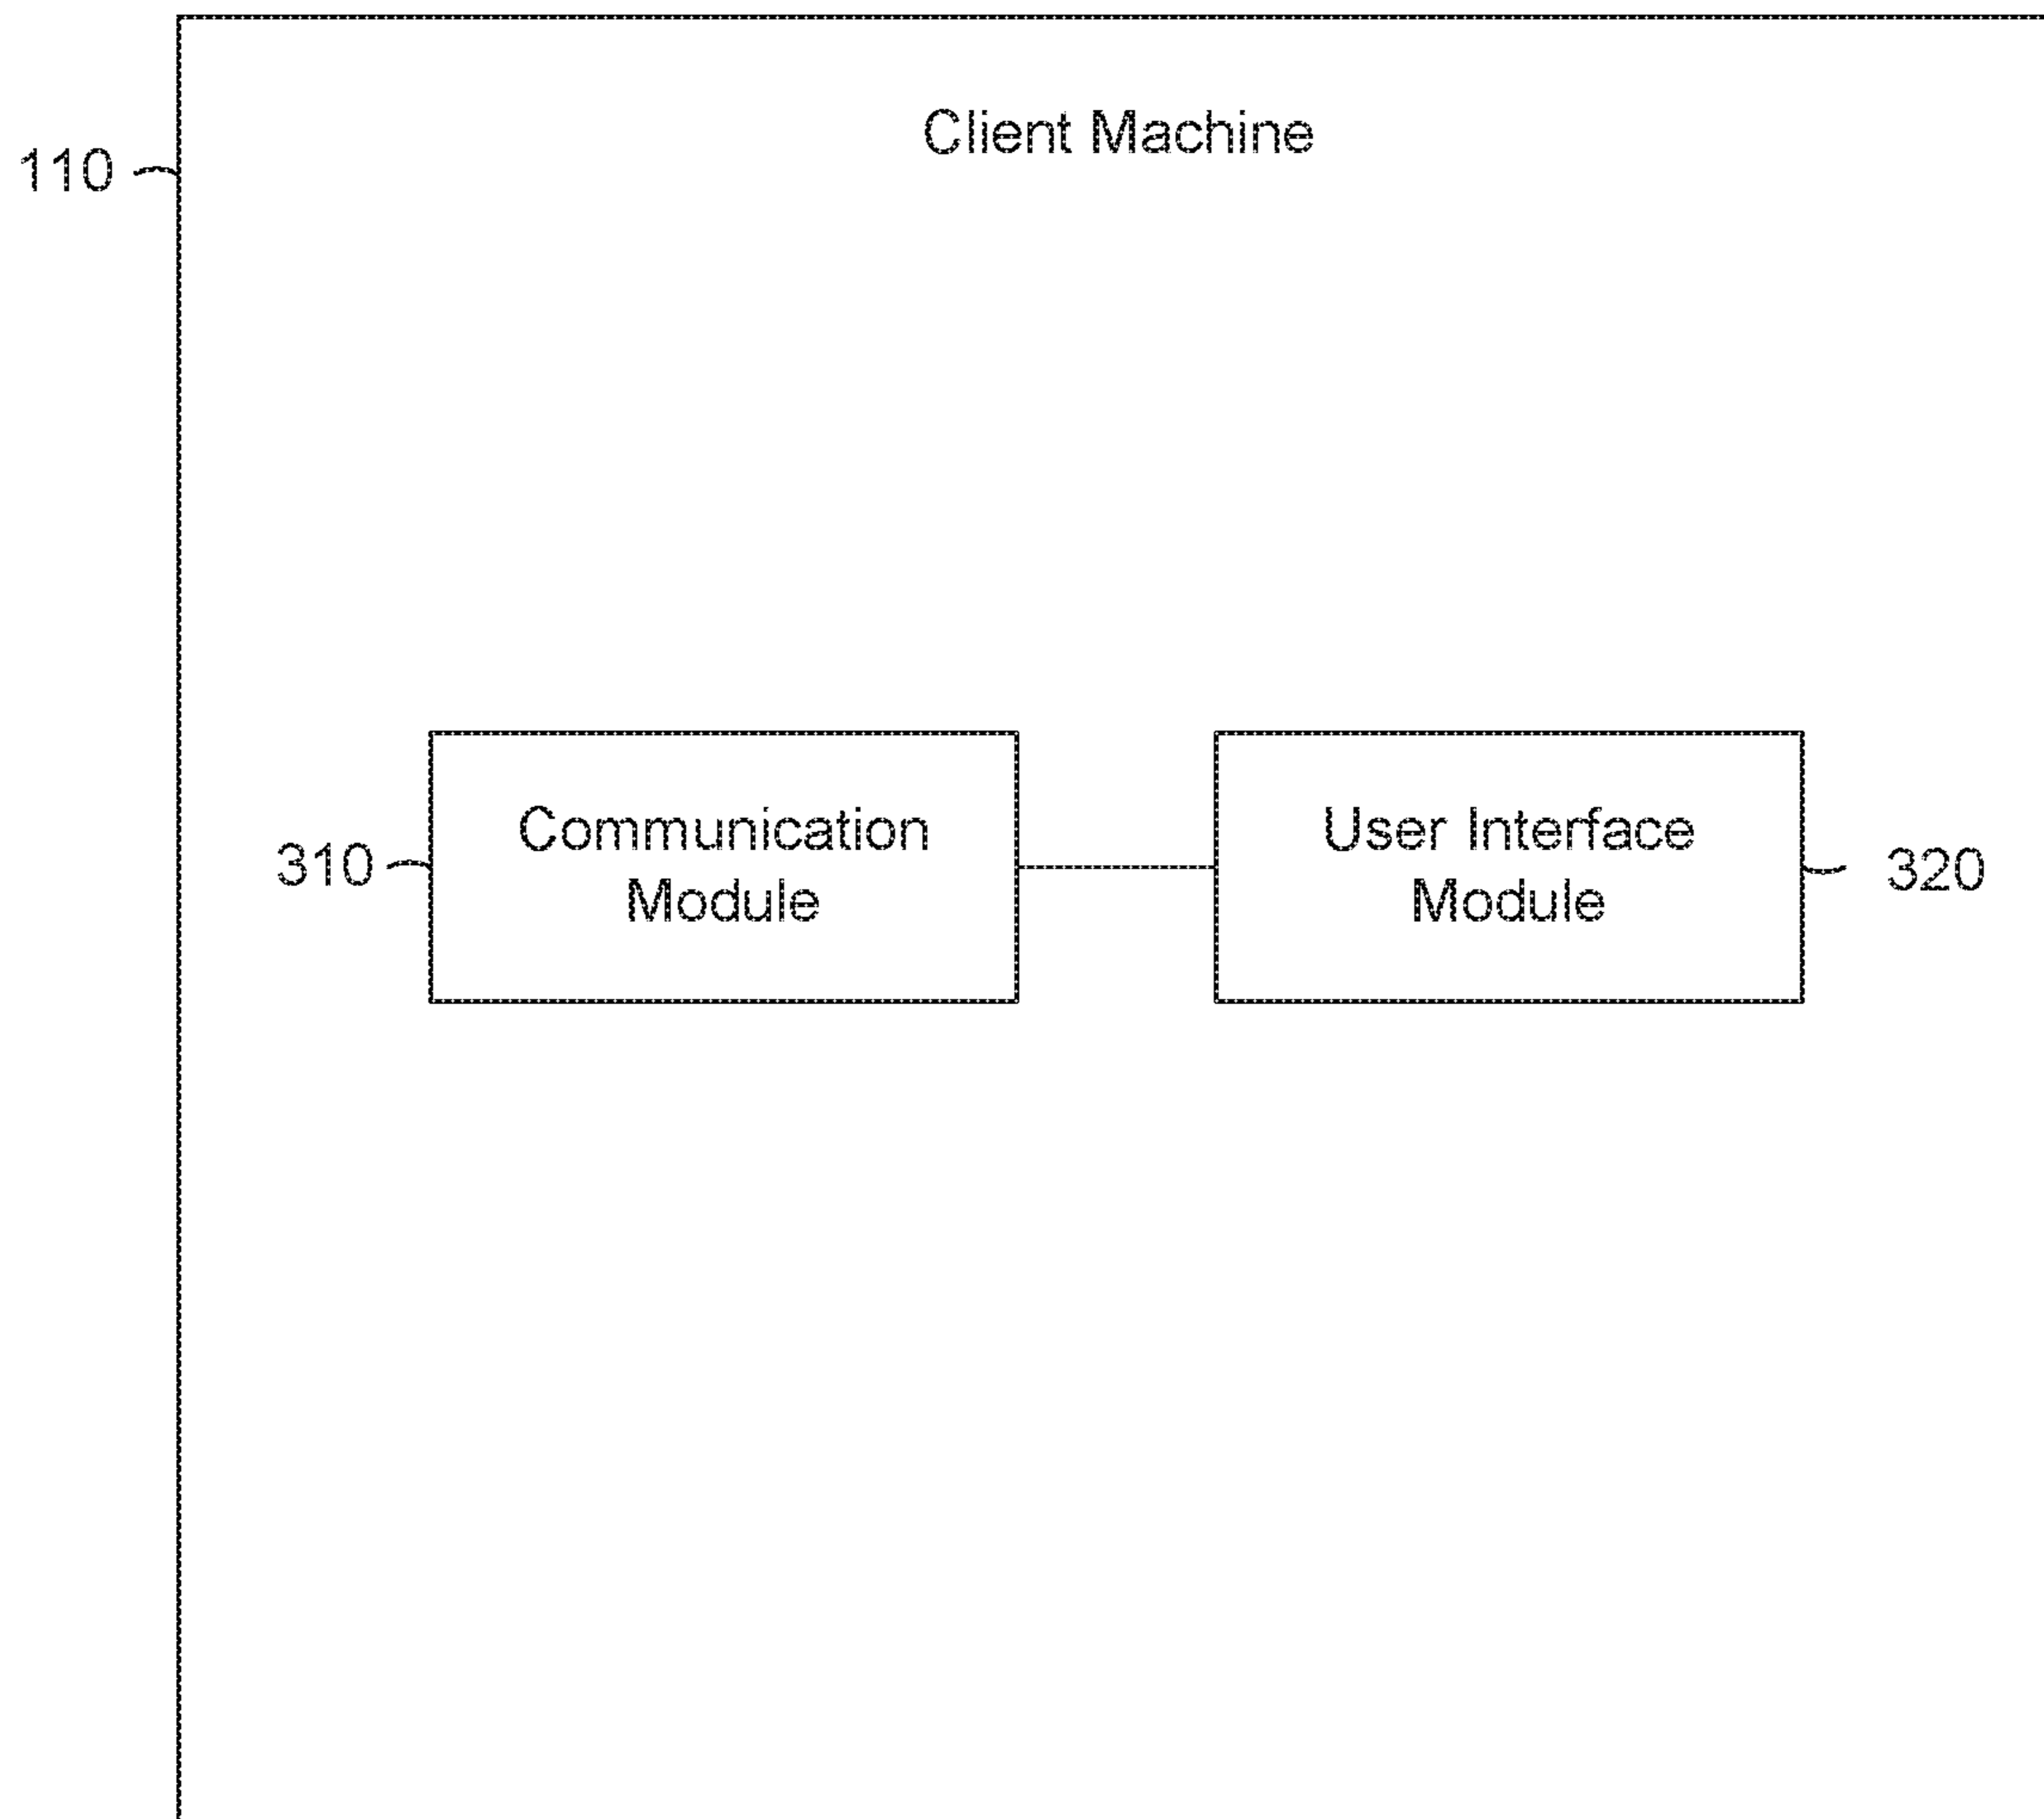 Client Machine
110
Communication
Module
310
User Interface
Module
320